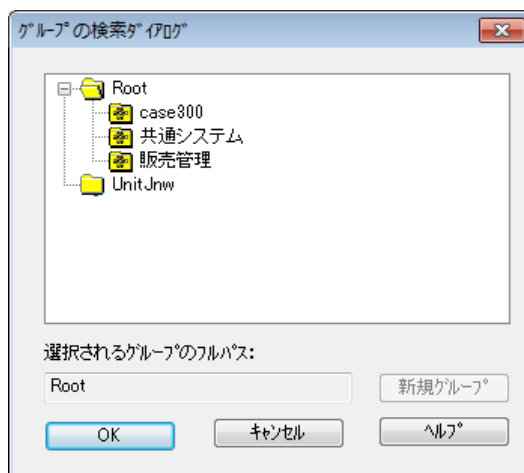 ｸﾞﾙｰﾌﾟの検索ﾀﾞｲｱﾛｸﾞ
Root
case300
共通システム
販売管理
UnitJnw
選択されるｸﾞﾙｰﾌﾟのﾌﾙﾊﾟｽ:
Root
新規ｸﾞﾙｰﾌﾟ
OK
ｷｬﾝｾﾙ
ﾍﾙﾌﾟ